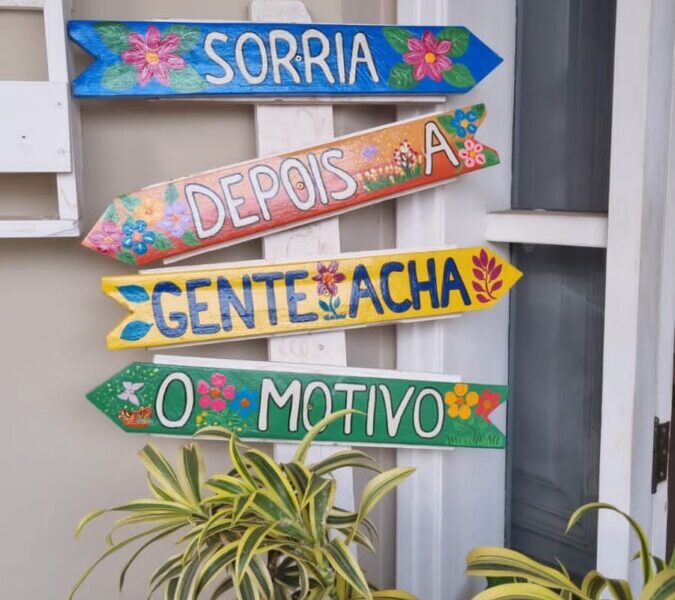 SORRIA
DEPOIS A
GENTE ACHA
O MOTIVO